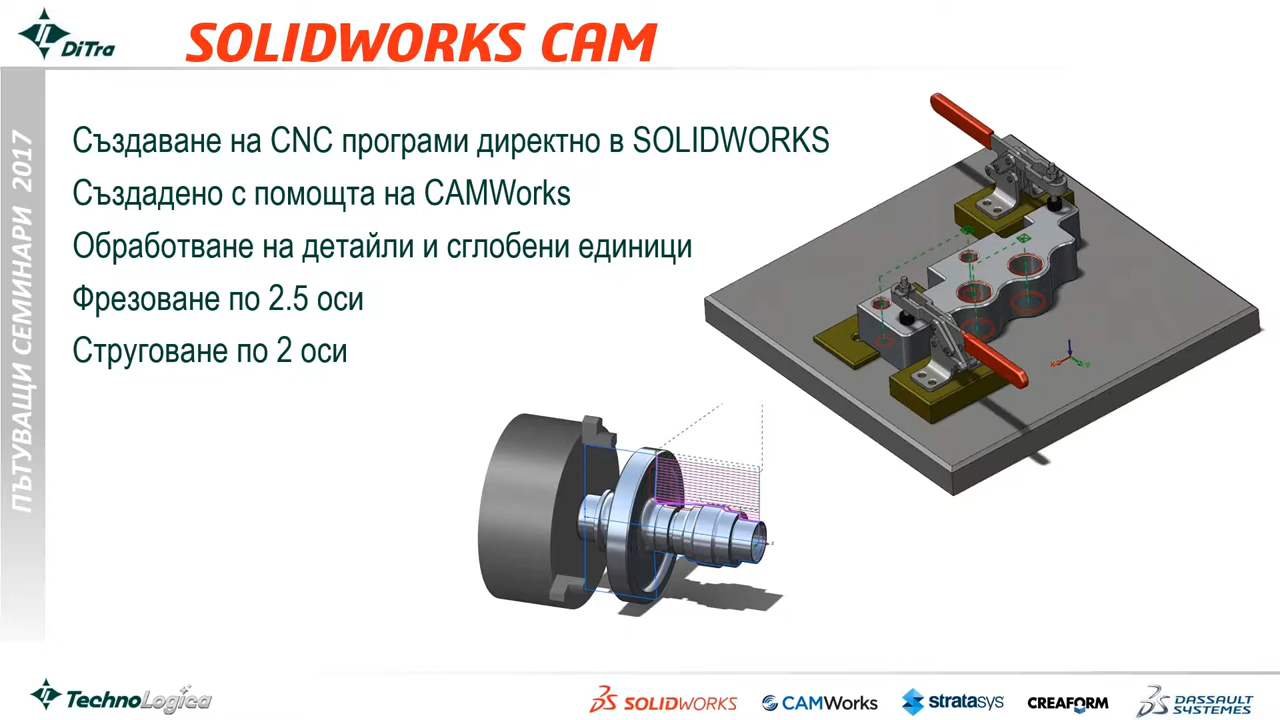 DiTra
SOLIDWORKS CAM
ПЪТУВАЩИ СЕМИНАРИ 2017
Създаване на CNC програми директно в SOLIDWORKS
Създадено с помощта на CAMWorks
Обработване на детайли и сглобени единици
Фрезоване по 2.5 оси
Струговане по 2 оси
TechnoLogica
SOLIDWORKS
CAMWorks
stratasys
CREAFORM
DASSAULT
SYSTEMES